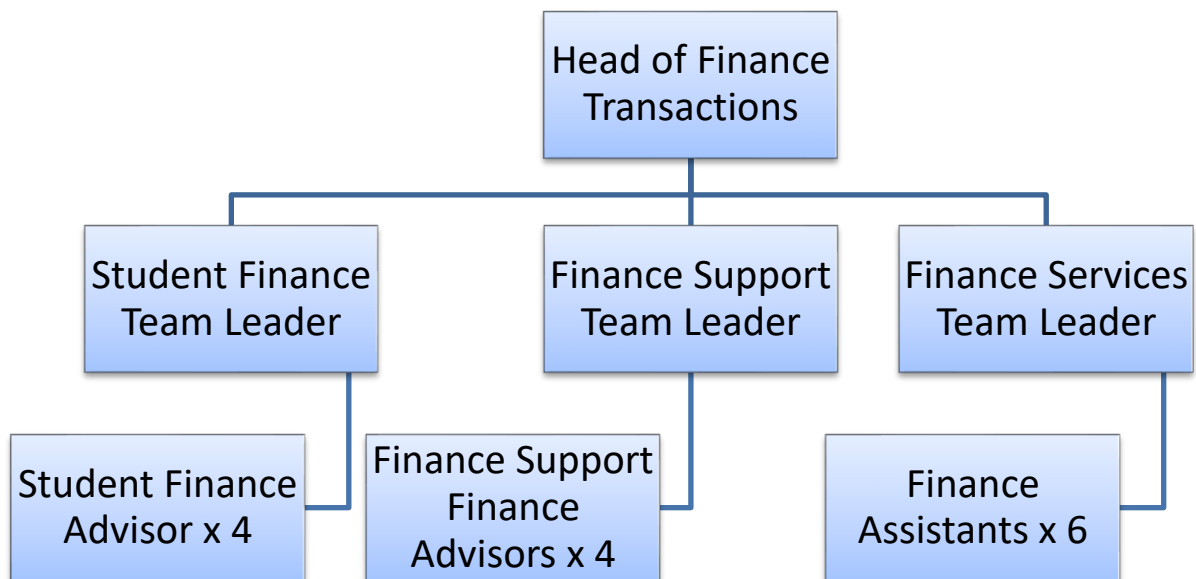 Head of Finance
Transactions
Student Finance
Team Leader
Finance Support
Team Leader
Finance Services
Team Leader
Student Finance
Advisor x 4
Finance Support
Finance
Advisors x 4
Finance
Assistants x 6